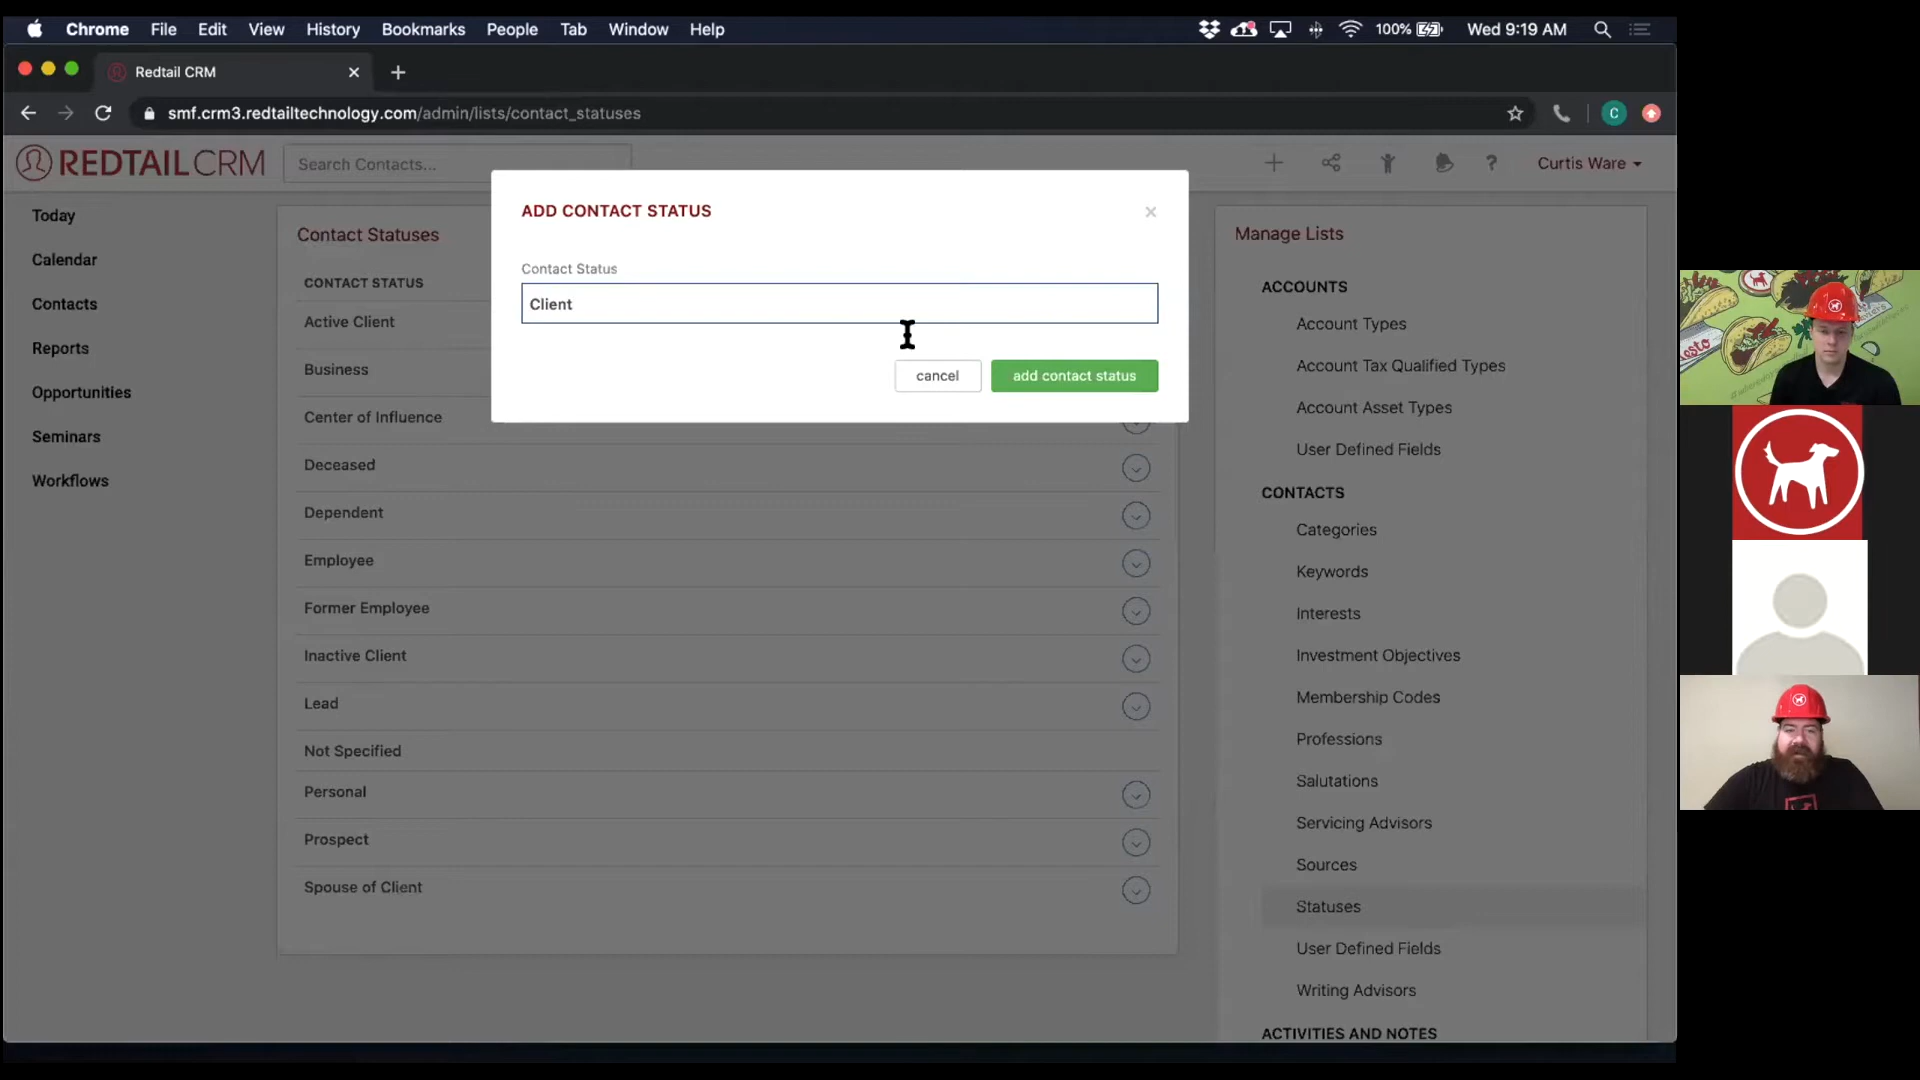 Chrome File Edit View History Bookmarks People Tab Window Help 100% Wed 9:19 AM
Redtail CRM
smf.crm3.redtailtechnology.com/admin/lists/contact_statuses C
REDTAIL CRM Search Contacts... ? Curtis Ware
Today
Calendar
Contacts
Reports
Opportunities
Seminars
Workflows
Contact Statuses
CONTACT STATUS
Active Client
Business
Center of Influence
Deceased
Dependent
Employee
Former Employee
Inactive Client
Lead
Not Specified
Personal
Prospect
Spouse of Client
ADD CONTACT STATUS
Contact Status
Client
cancel add contact status
Manage Lists
ACCOUNTS
Account Types
Account Tax Qualified Types
Account Asset Types
User Defined Fields
CONTACTS
Categories
Keywords
Interests
Investment Objectives
Membership Codes
Professions
Salutations
Servicing Advisors
Sources
Statuses
User Defined Fields
Writing Advisors
ACTIVITIES AND NOTES